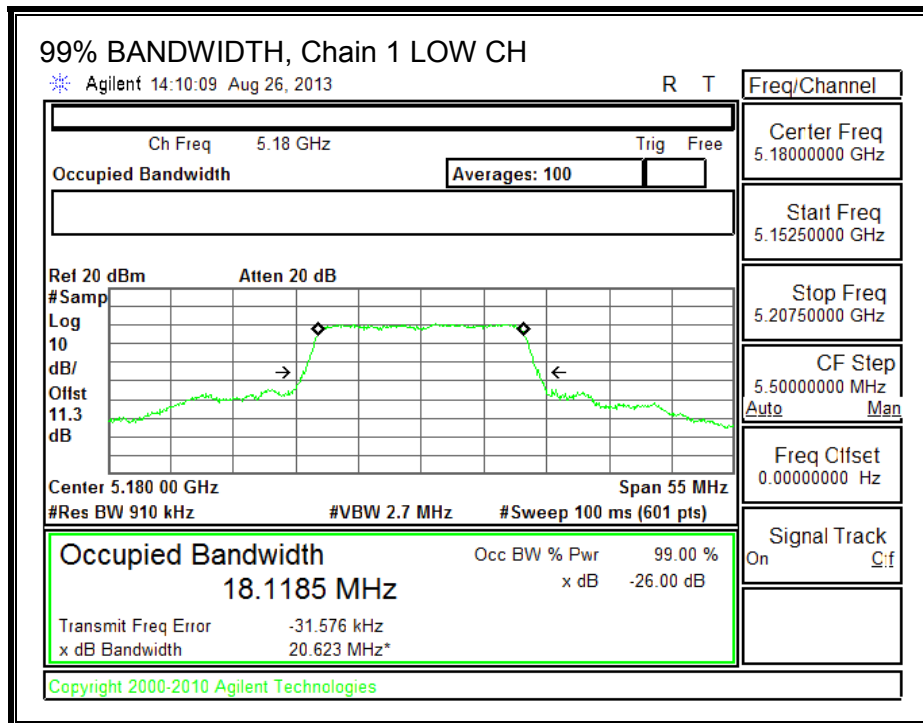 99% BANDWIDTH, Chain 1 LOW CH
Agilent 14:10:09 Aug 26, 2013 R T
Freq/Channel
Ch Freq 5.18 GHz Trig Free
Occupied Bandwidth Averages: 100
Center Freq
5.18000000 GHz
Start Freq
5.15250000 GHz
Stop Freq
5.20750000 GHz
CF Step
5.50000000 MHz
Auto Man
Freq Offset
0.00000000 Hz
Signal Track
On Off
Ref 20 dBm Atten 20 dB
#Samp
Log
10
dB/
Offst
11.3
dB
Center 5.180 00 GHz Span 55 MHz
#Res BW 910 kHz #VBW 2.7 MHz #Sweep 100 ms (601 pts)
Occupied Bandwidth Occ BW % Pwr 99.00 %
18.1185 MHz x dB -26.00 dB
Transmit Freq Error -31.576 kHz
x dB Bandwidth 20.623 MHz*
Copyright 2000-2010 Agilent Technologies